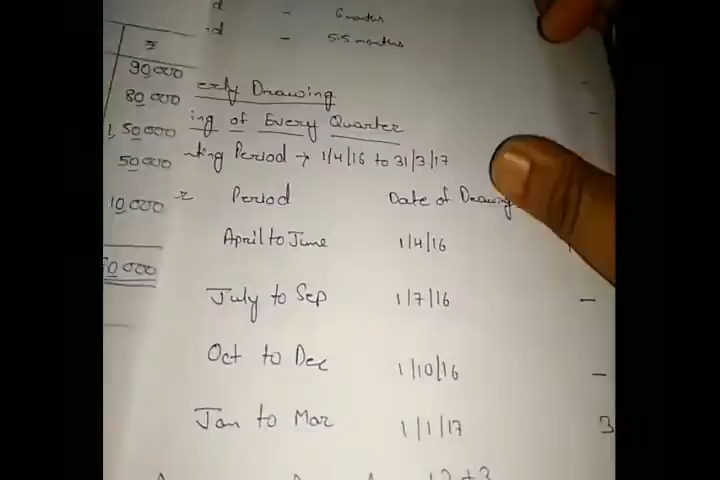 6 months
5.5 months
₹
90,000
80,000
1,50,000
50,000
10,000
Drawing
of Every Quarter
Period → 1/4/16 to 31/3/17
Period Date of Drawing
April to June 1/4/16
July to Sep 1/7/16 -
Oct to Dec 1/10/16 -
Jan to Mar 1/1/17 3